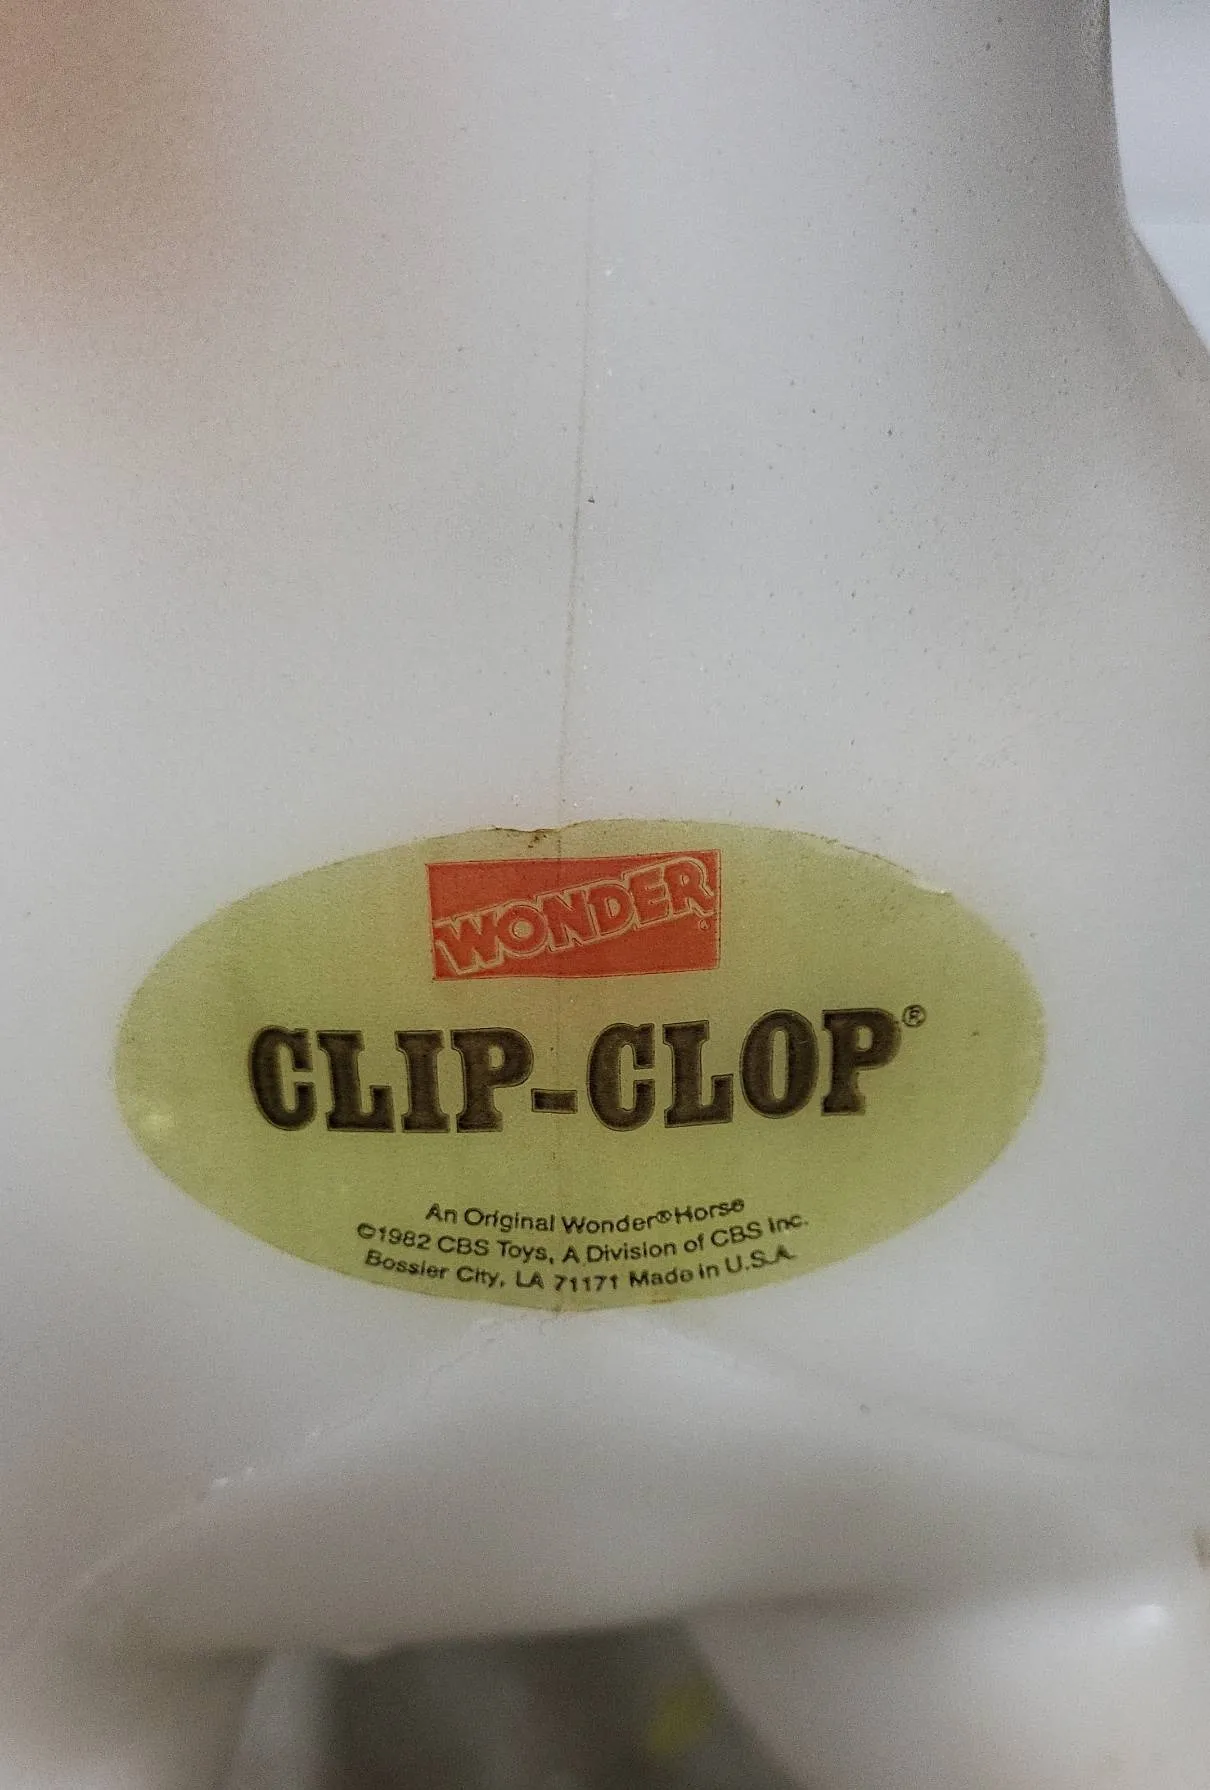 WONDER®
CLIP-CLOP®
An Original Wonder® Horse
©1982 CBS Toys, A Division of CBS Inc.
Bossier City, LA 71171 Made in U.S.A.